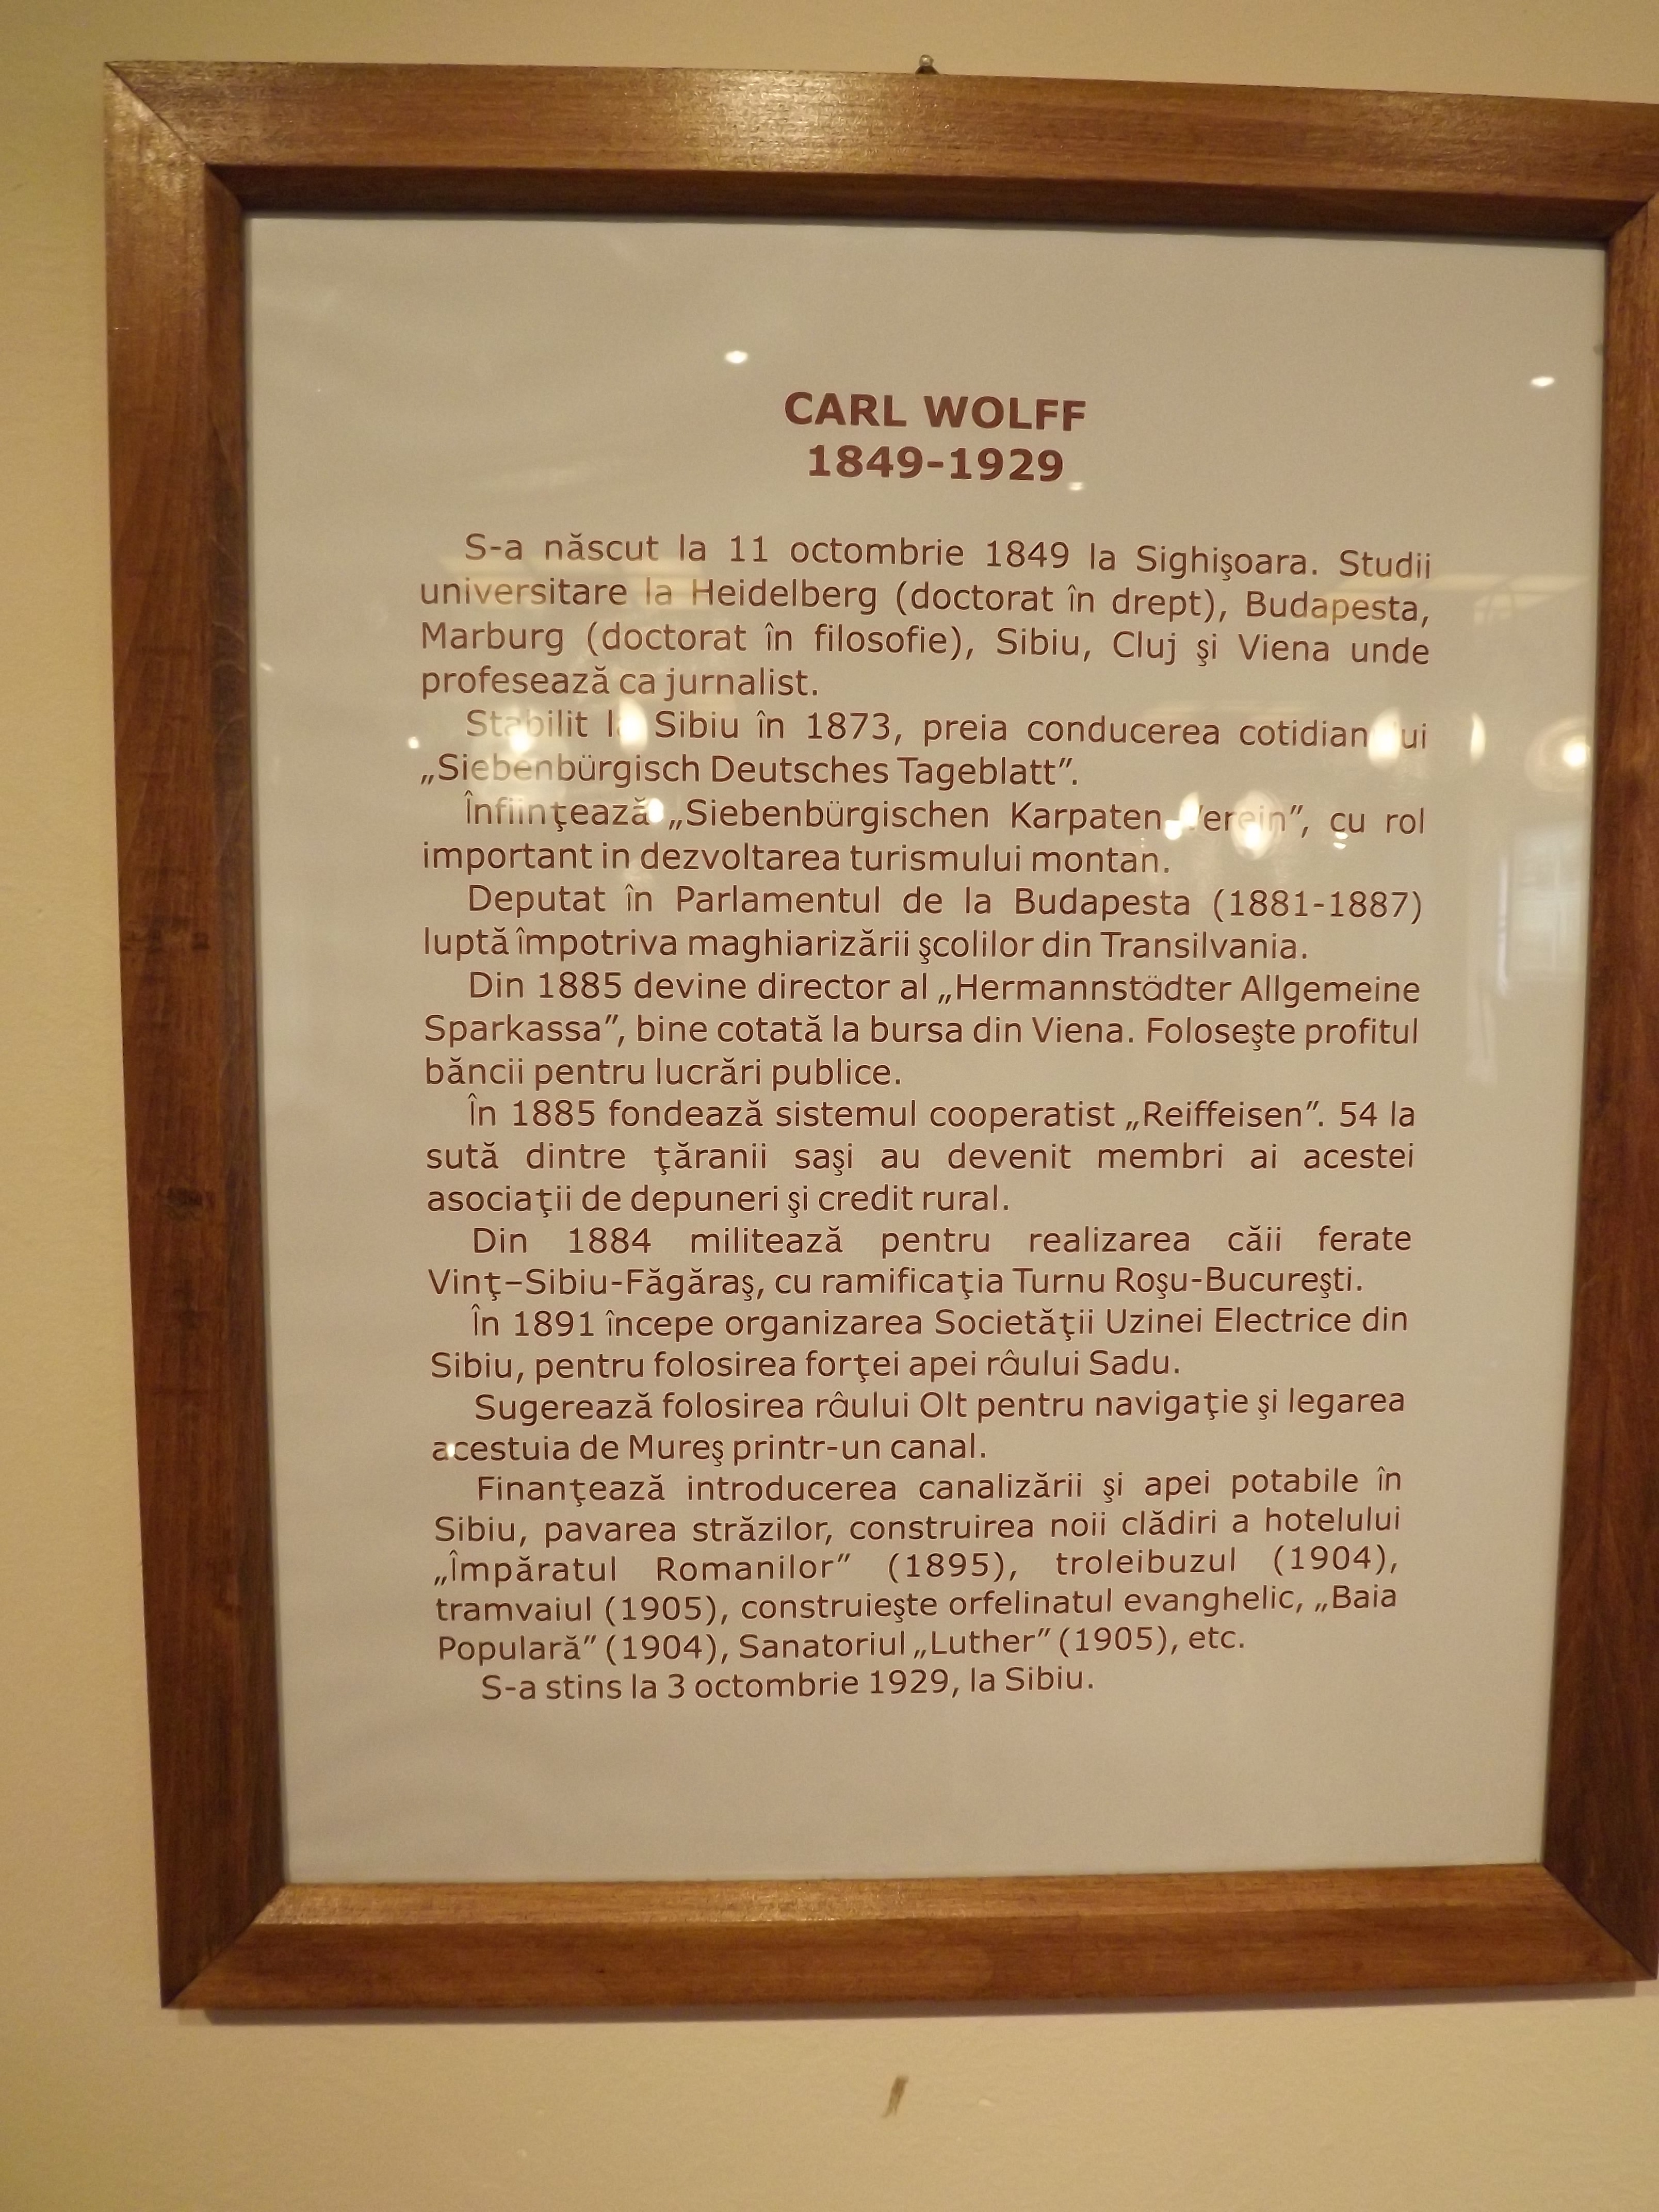 CARL WOLFF
1849-1929
S-a născut la 11 octombrie 1849 la Sighişoara. Studii
universitare la Heidelberg (doctorat în drept), Budapesta,
Marburg (doctorat în filosofie), Sibiu, Cluj şi Viena unde
profesează ca jurnalist.
Stabilit la Sibiu în 1873, preia conducerea cotidianului
„Siebenbürgisch Deutsches Tageblatt”.
Înfiinţează „Siebenbürgischen Karpaten Verein”, cu rol
important in dezvoltarea turismului montan.
Deputat în Parlamentul de la Budapesta (1881-1887)
luptă împotriva maghiarizării şcolilor din Transilvania.
Din 1885 devine director al „Hermannstädter Allgemeine
Sparkassa”, bine cotată la bursa din Viena. Foloseşte profitul
băncii pentru lucrări publice.
În 1885 fondează sistemul cooperatist „Reiffeisen”. 54 la
sută dintre ţăranii saşi au devenit membri ai acestei
asociaţii de depuneri şi credit rural.
Din 1884 militează pentru realizarea căii ferate
Vinţ–Sibiu-Făgăraş, cu ramificaţia Turnu Roşu-Bucureşti.
În 1891 începe organizarea Societăţii Uzinei Electrice din
Sibiu, pentru folosirea forţei apei râului Sadu.
Sugerează folosirea râului Olt pentru navigaţie şi legarea
acestuia de Mureş printr-un canal.
Finanţează introducerea canalizării şi apei potabile în
Sibiu, pavarea străzilor, construirea noii clădiri a hotelului
„Împăratul Romanilor” (1895), troleibuzul (1904),
tramvaiul (1905), construieşte orfelinatul evanghelic, „Baia
Populară” (1904), Sanatoriul „Luther” (1905), etc.
S-a stins la 3 octombrie 1929, la Sibiu.